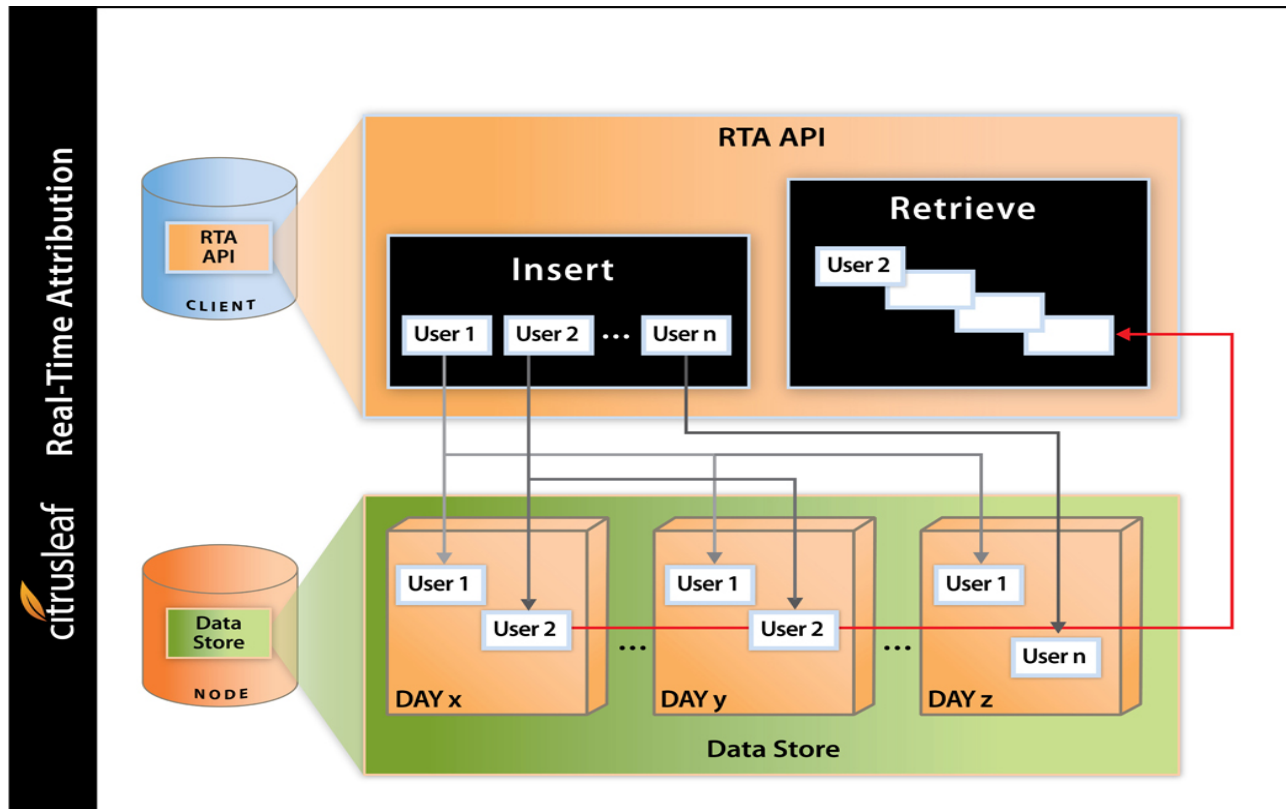 citrusleaf Real-Time Attribution
RTA API
RTA
API
CLIENT
Insert
User 1
User 2
...
User n
Retrieve
User 2
Data
Store
NODE
User 1
User 2
DAY x
...
User 1
User 2
DAY y
...
User 1
User n
DAY z
Data Store